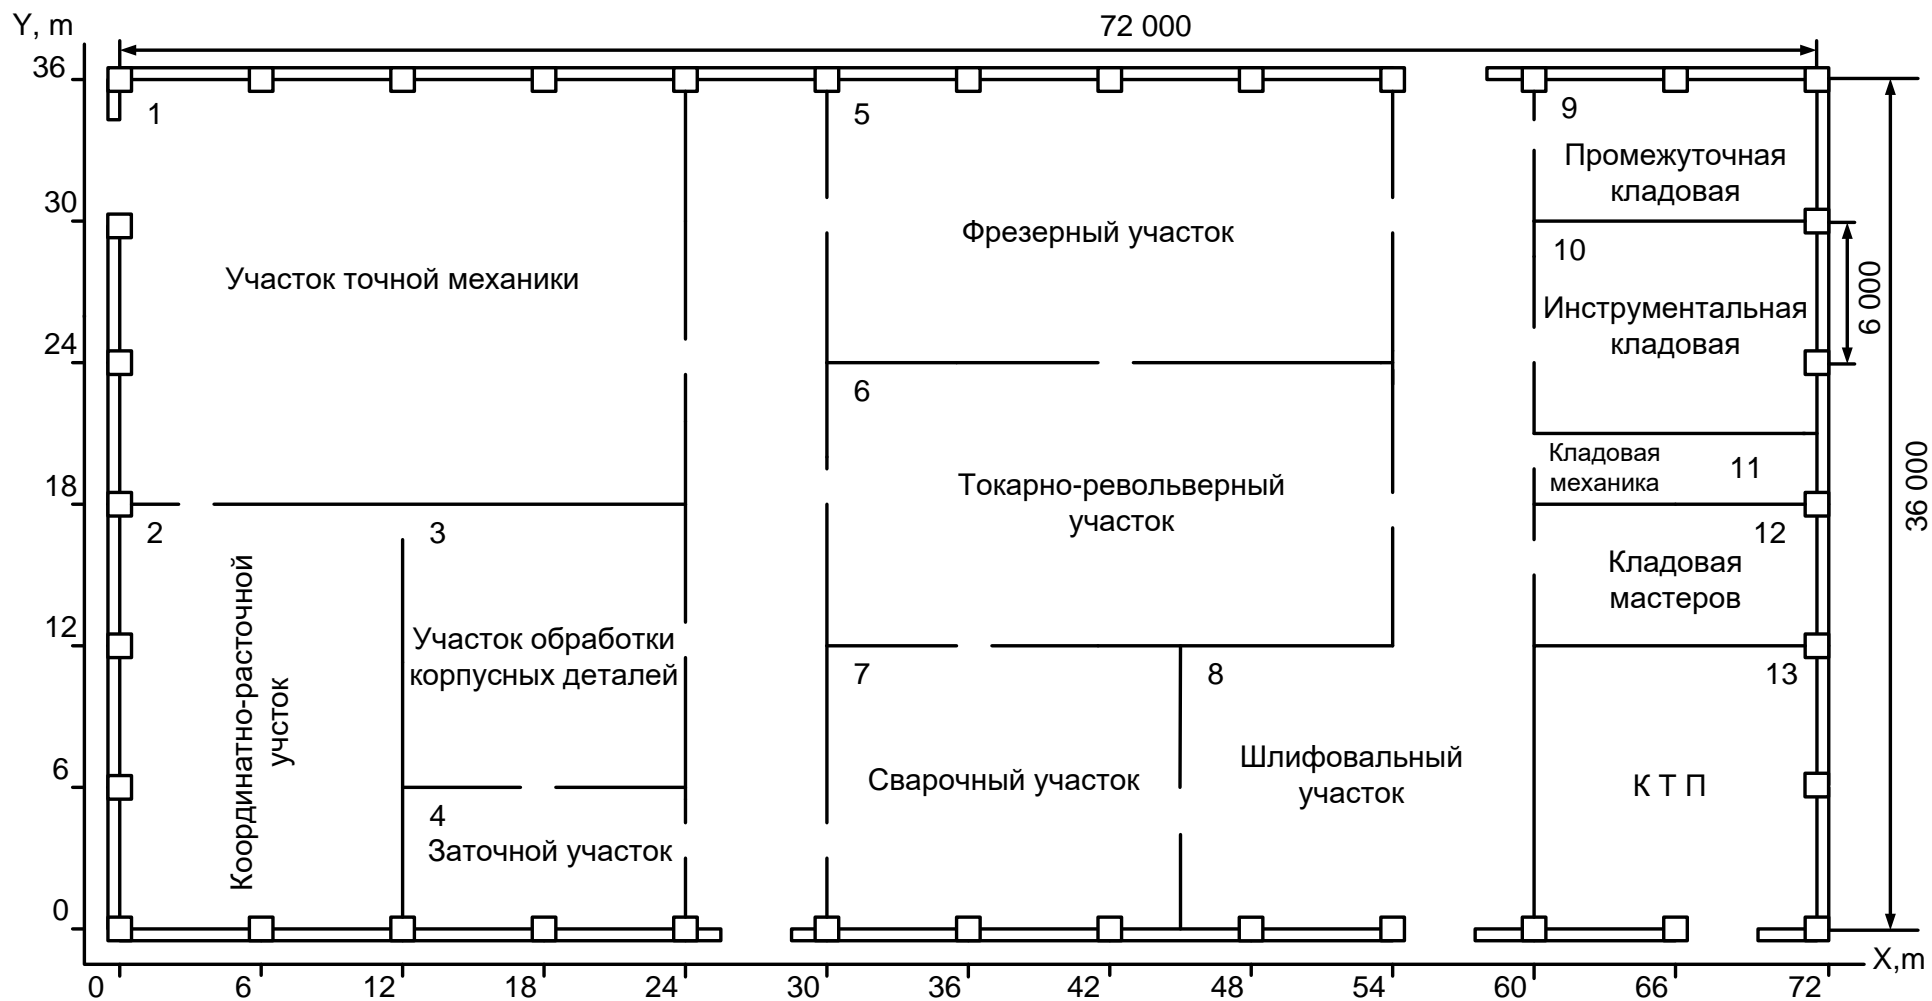 Y, m
72 000
36
1
5
9
Промежуточная
кладовая
30
Фрезерный участок
10
Участок точной механики
Инструментальная
кладовая
6 000
24
6
Кладовая
механика
11
36 000
18
Токарно-револьверный
участок
2
3
12
Координатно-расточной
учсток
Кладовая
мастеров
12
Участок обработки
корпусных деталей
7
8
13
6
Сварочный участок
Шлифовальный
участок
К Т П
4
Заточной участок
0
X,m
0
6
12
18
24
30
36
42
48
54
60
66
72